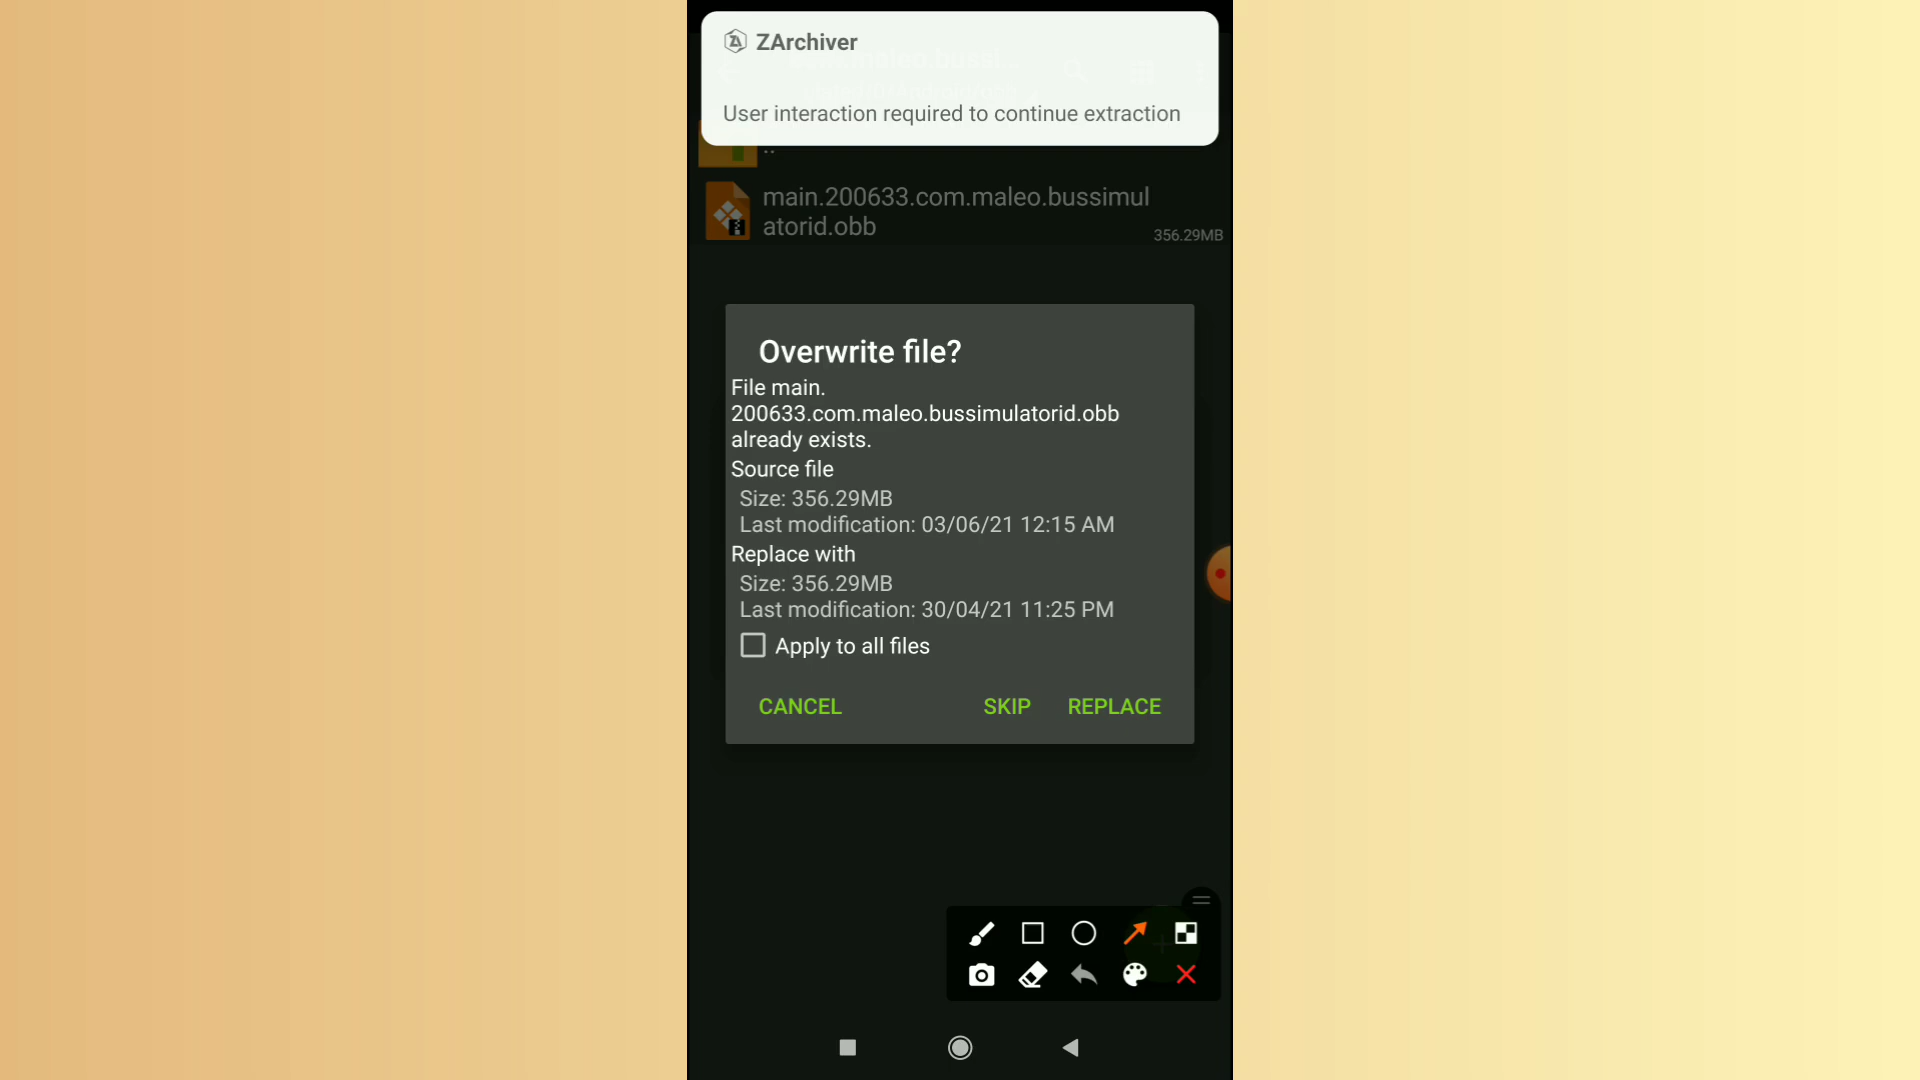 ZArchiver
User interaction required to continue extraction
..
main.200633.com.maleo.bussimul
atorid.obb
356.29MB
Overwrite file?
File main.
200633.com.maleo.bussimulatorid.obb
already exists.
Source file
Size: 356.29MB
Last modification: 03/06/21 12:15 AM
Replace with
Size: 356.29MB
Last modification: 30/04/21 11:25 PM
Apply to all files
CANCEL SKIP REPLACE